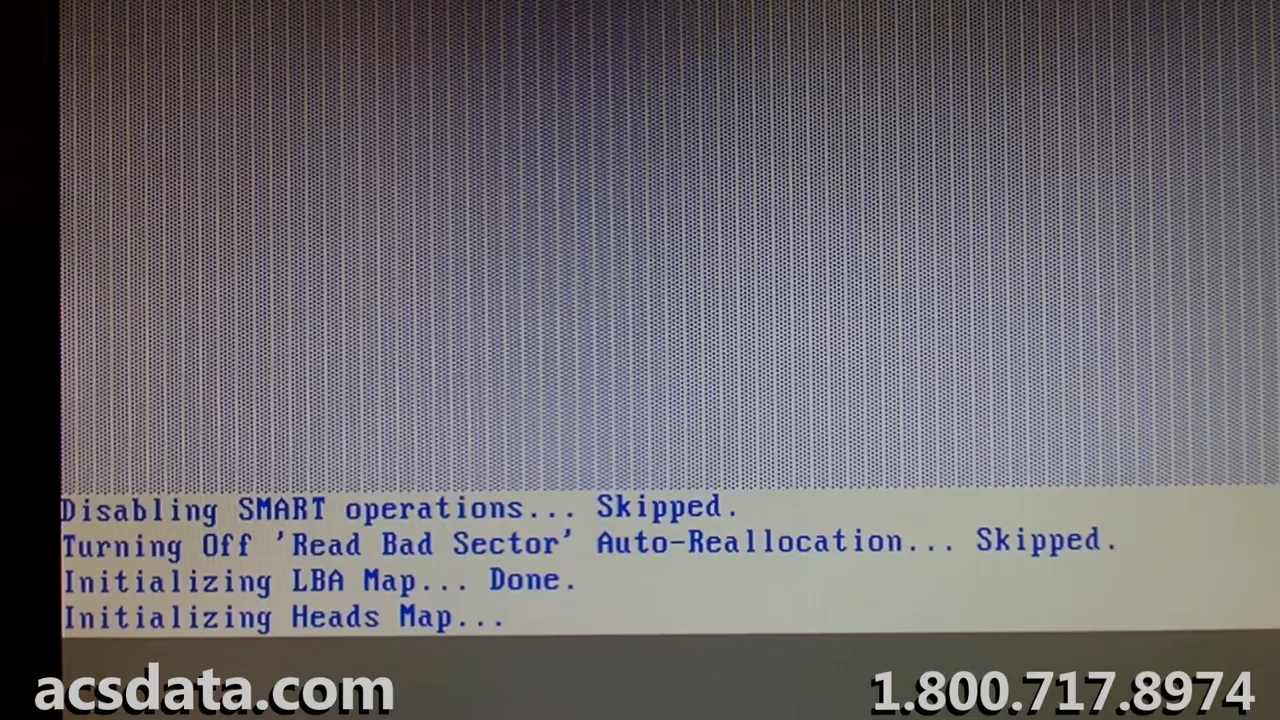 Disabling SMART operations... Skipped.
Turning Off 'Read Bad Sector' Auto-Reallocation... Skipped.
Initializing LBA Map... Done.
Initializing Heads Map...
acsdata.com
1.800.717.8974